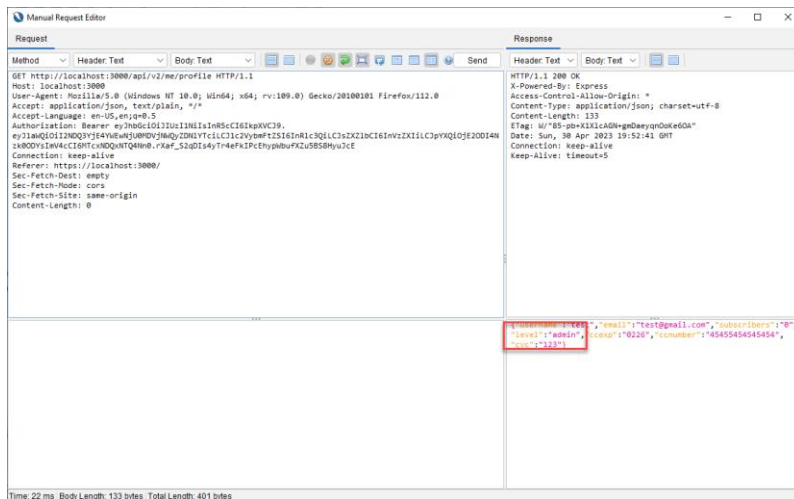 Manual Request Editor
Request
Method Header: Text Body: Text Send
GET http://localhost:3000/api/v2/me/profile HTTP/1.1
Host: localhost:3000
User-Agent: Mozilla/5.0 (Windows NT 10.0; Win64; x64; rv:109.0) Gecko/20100101 Firefox/112.0
Accept: application/json, text/plain, */*
Accept-Language: en-US,en;q=0.5
Authorization: Bearer
Connection: keep-alive
Referer: https://localhost:3000/
Sec-Fetch-Dest: empty
Sec-Fetch-Mode: cors
Sec-Fetch-Site: same-origin
Content-Length: 0
Response
Header: Text Body: Text
HTTP/1.1 200 OK
X-Powered-By: Express
Access-Control-Allow-Origin: *
Content-Type: application/json; charset=utf-8
Content-Length: 133
ETag:
Date: Sun, 30 Apr 2023 19:52:41 GMT
Connection: keep-alive
Keep-Alive: timeout=5
{"username":"test","email":"test@gmail.com","subscribers":"0"
"level":"admin","ccexp":"0226","ccnumber":"45455454545454",
"cvc":"123"}
Time: 22 ms Body Length: 133 bytes Total Length: 401 bytes